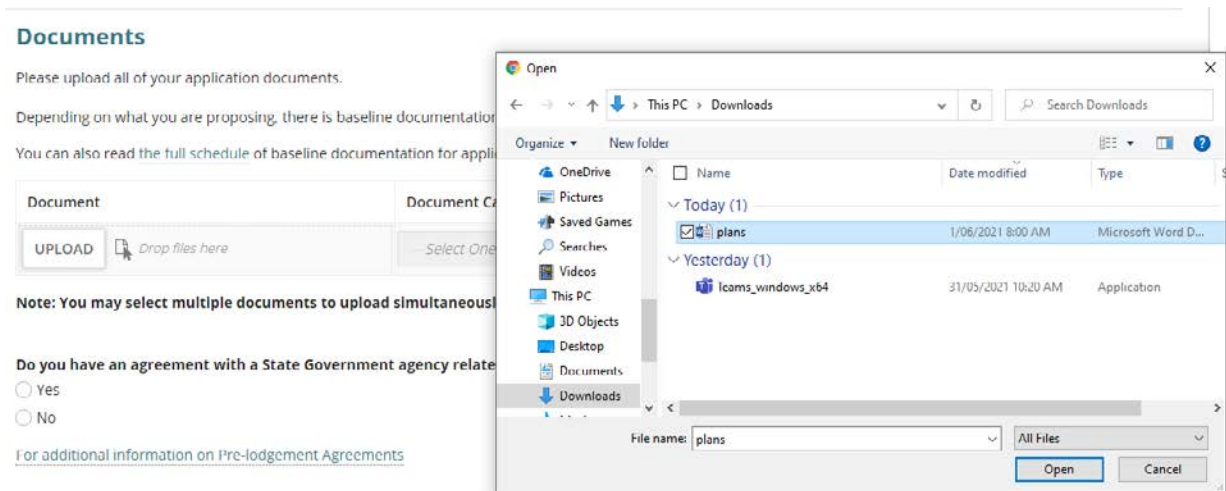 Documents
Please upload all of your application documents.
Depending on what you are proposing, there is baseline documentation
You can also read the full schedule of baseline documentation for appli
Document
Document Ca
UPLOAD
Drop files here
Select One
Note: You may select multiple documents to upload simultaneousl
Do you have an agreement with a State Government agency relate
Yes
No
For additional information on Pre-lodgement Agreements
Open
This PC > Downloads
Search Downloads
Organize
New folder
Name
Date modified
Type
S
OneDrive
Pictures
Saved Games
Searches
Videos
This PC
3D Objects
Desktop
Documents
Downloads
Today (1)
plans
1/06/2021 8:00 AM
Microsoft Word D...
Yesterday (1)
Teams_windows_x64
31/05/2021 10:20 AM
Application
File name:
plans
All Files
Open
Cancel